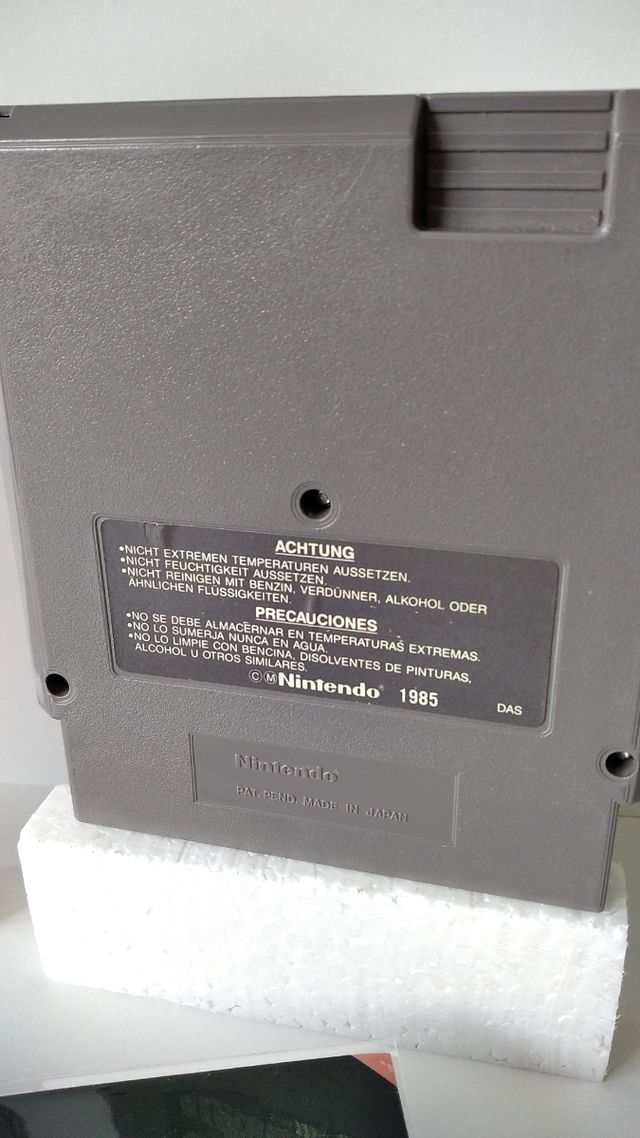 ACHTUNG
•NICHT EXTREMEN TEMPERATUREN AUSSETZEN.
•NICHT FEUCHTIGKEIT AUSSETZEN.
•NICHT REINIGEN MIT BENZIN, VERDÜNNER, ALKOHOL ODER
ÄHNLICHEN FLÜSSIGKEITEN.
PRECAUCIONES
•NO SE DEBE ALMACERNAR EN TEMPERATURAS EXTREMAS.
•NO LO SUMERJA NUNCA EN AGUA.
•NO LO LIMPIE CON BENCINA, DISOLVENTES DE PINTURAS,
ALCOHOL U OTROS SIMILARES.
©Ⓜ Nintendo® 1985 DAS
Nintendo®
PAT. PEND. MADE IN JAPAN